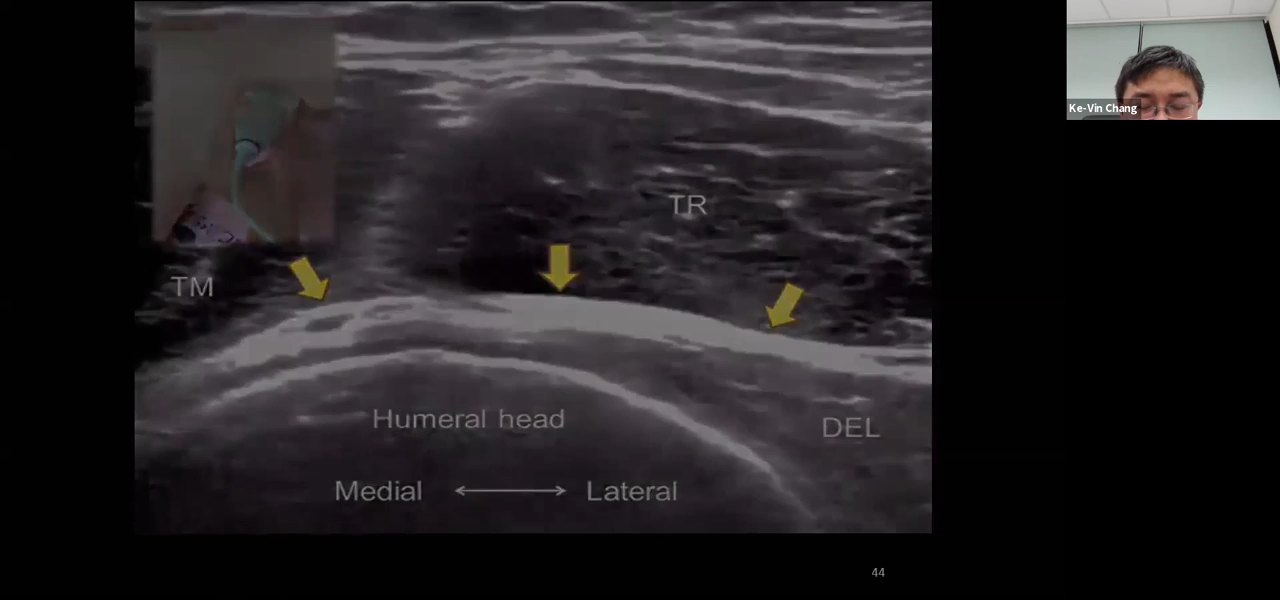 Ke-Vin Chang
TR
TM
Humeral head
DEL
Medial
Lateral
44